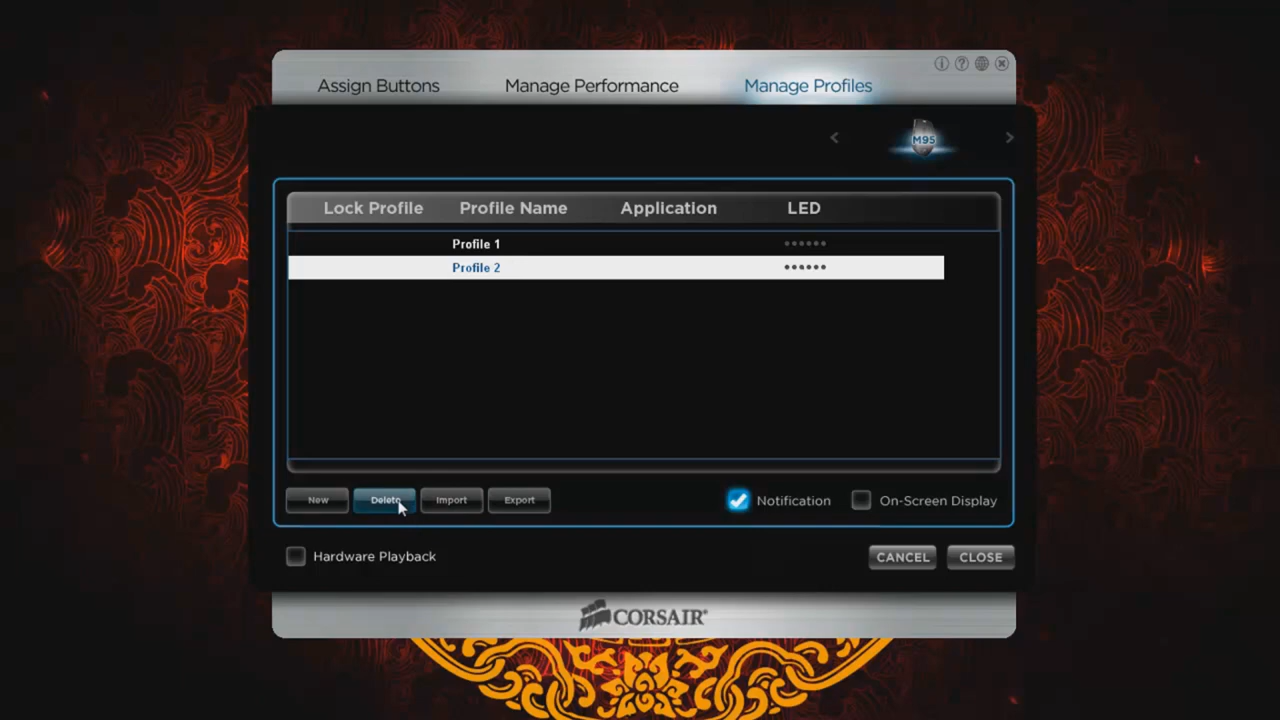 Assign Buttons
Manage Performance
Manage Profiles
M95
Lock Profile
Profile Name
Application
LED
Profile 1
Profile 2
New
Delete
Import
Export
Notification
On-Screen Display
Hardware Playback
CANCEL
CLOSE
CORSAIR